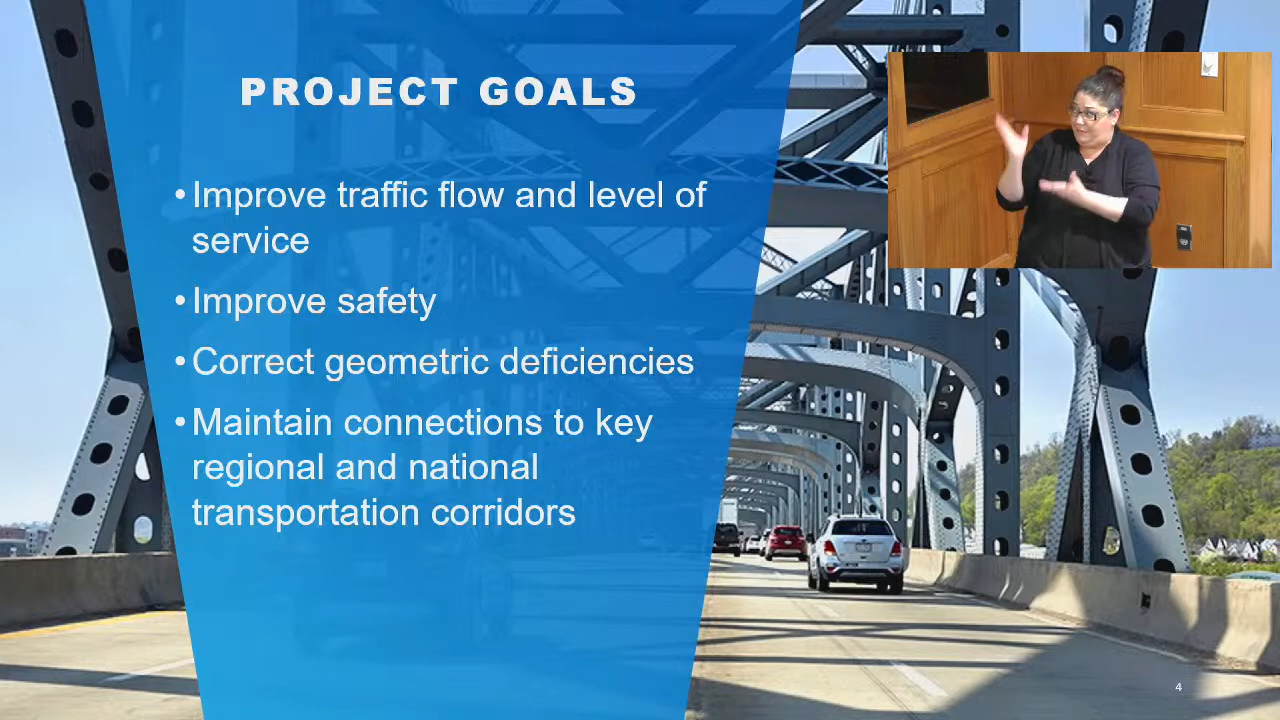 PROJECT GOALS
• Improve traffic flow and level of
service
• Improve safety
• Correct geometric deficiencies
• Maintain connections to key
regional and national
transportation corridors
4